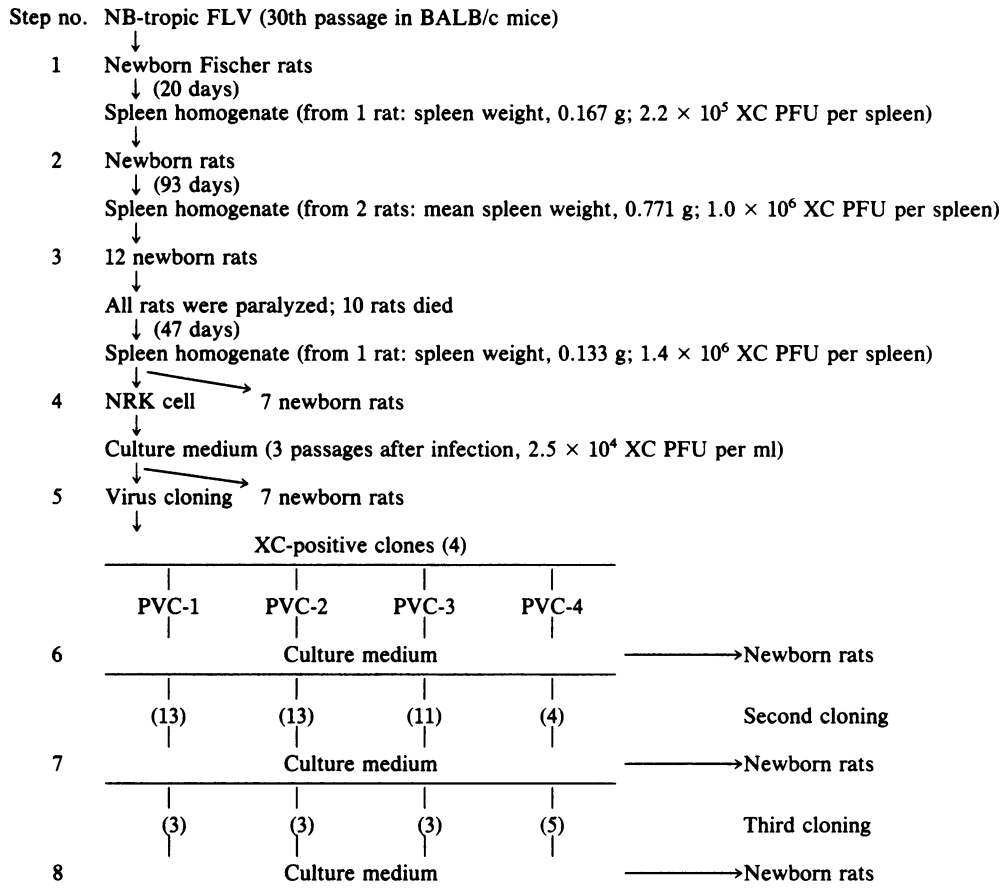 Step no. NB-tropic FLV (30th passage in BALB/c mice)
↓
1 Newborn Fischer rats
↓ (20 days)
Spleen homogenate (from 1 rat: spleen weight, 0.167 g; 2.2 × 10⁵ XC PFU per spleen)
↓
2 Newborn rats
↓ (93 days)
Spleen homogenate (from 2 rats: mean spleen weight, 0.771 g; 1.0 × 10⁶ XC PFU per spleen)
↓
3 12 newborn rats
↓
All rats were paralyzed; 10 rats died
↓ (47 days)
Spleen homogenate (from 1 rat: spleen weight, 0.133 g; 1.4 × 10⁶ XC PFU per spleen)
↓
4 NRK cell 7 newborn rats
↓
Culture medium (3 passages after infection, 2.5 × 10⁴ XC PFU per ml)
↓
5 Virus cloning 7 newborn rats
↓
XC-positive clones (4)
PVC-1 PVC-2 PVC-3 PVC-4
6 Culture medium → Newborn rats
(13) (13) (11) (4) Second cloning
7 Culture medium → Newborn rats
(3) (3) (3) (5) Third cloning
8 Culture medium → Newborn rats